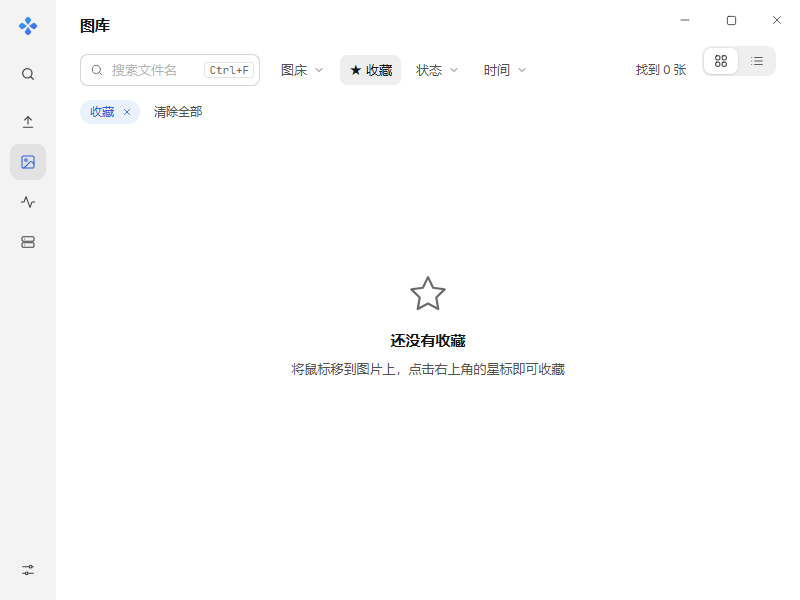 图库
搜索文件名 Ctrl+F 图床 ★ 收藏 状态 时间 找到 0 张
收藏 × 清除全部
还没有收藏
将鼠标移到图片上，点击右上角的星标即可收藏